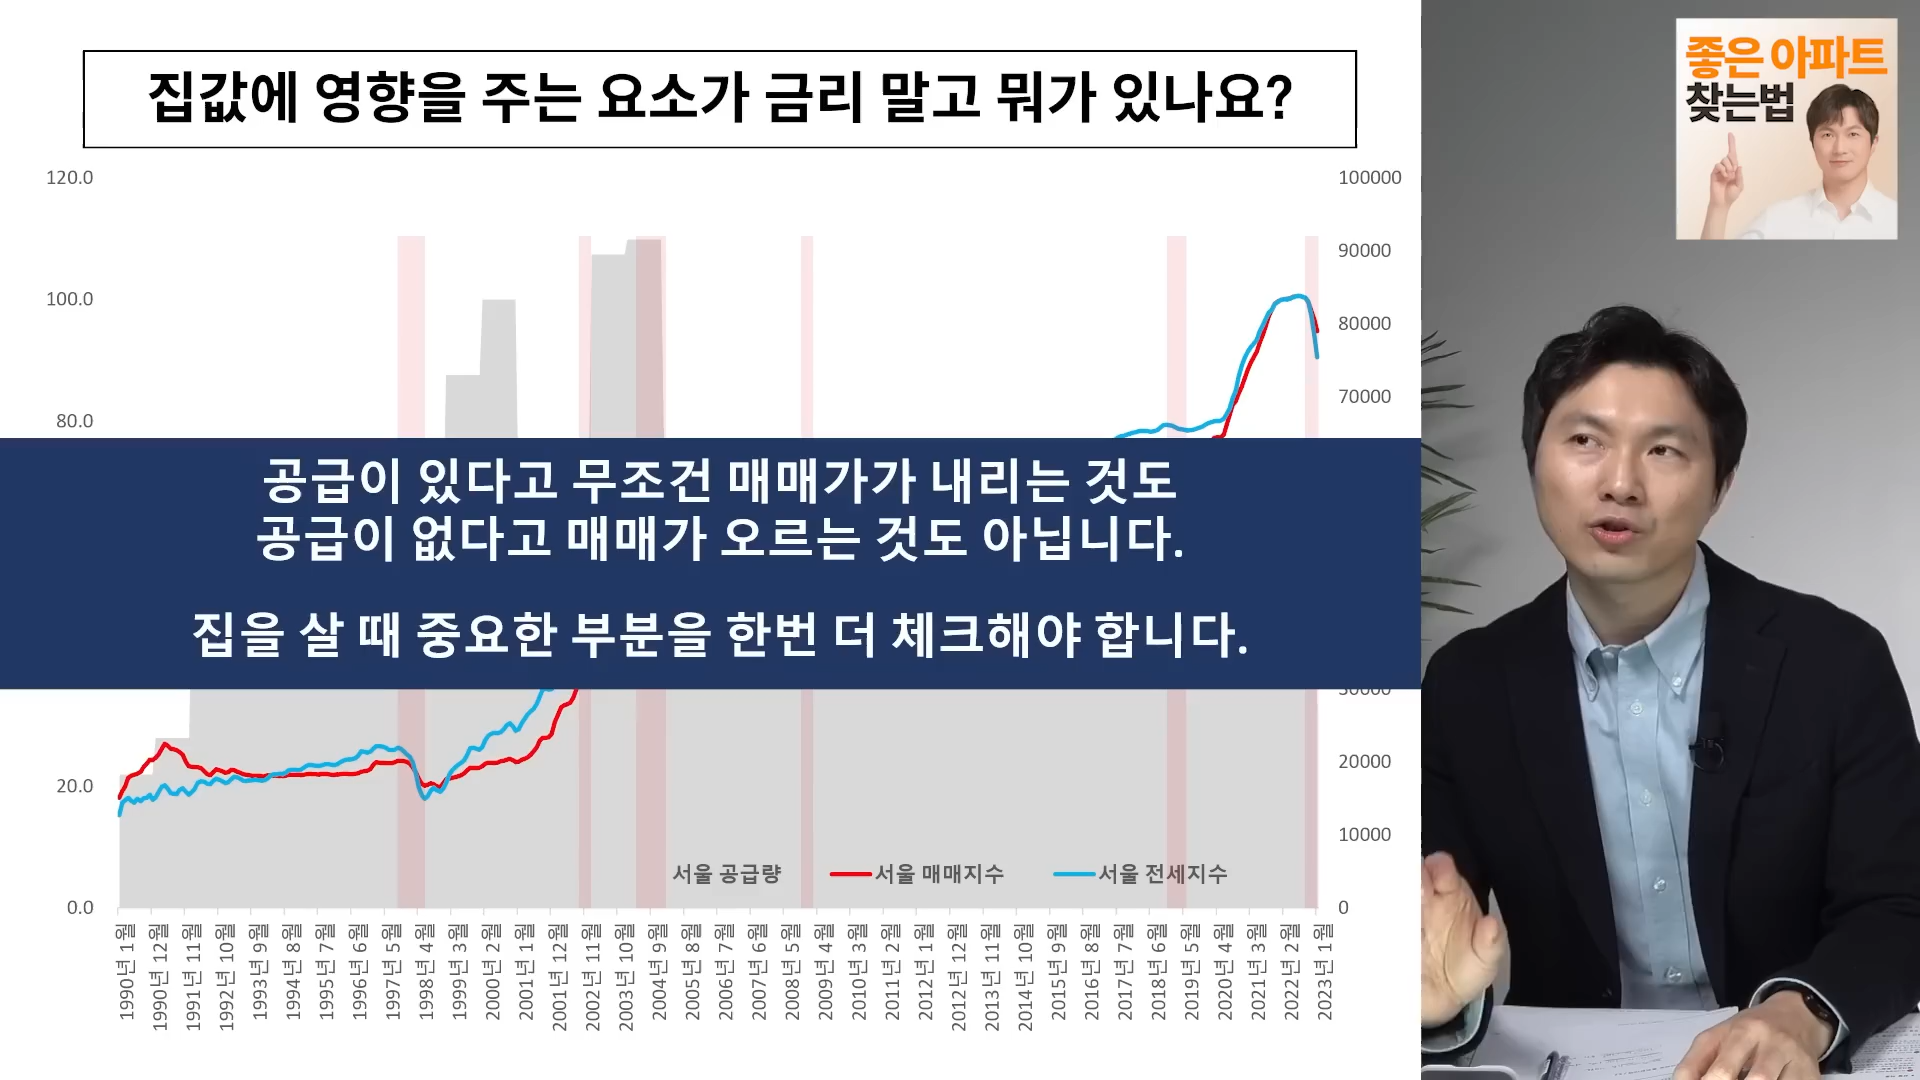 집값에 영향을 주는 요소가 금리 말고 뭐가 있나요?
좋은 아파트
찾는법
120.0
100.0
80.0
20.0
0.0
100000
90000
80000
70000
30000
20000
10000
0
공급이 있다고 무조건 매매가가 내리는 것도
공급이 없다고 매매가 오르는 것도 아닙니다.
집을 살 때 중요한 부분을 한번 더 체크해야 합니다.
서울 공급량 서울 매매지수 서울 전세지수
1990년 1월
1990년 12월
1991년 11월
1992년 10월
1993년 9월
1994년 8월
1995년 7월
1996년 6월
1997년 5월
1998년 4월
1999년 3월
2000년 2월
2001년 1월
2001년 12월
2002년 11월
2003년 10월
2004년 9월
2005년 8월
2006년 7월
2007년 6월
2008년 5월
2009년 4월
2010년 3월
2011년 2월
2012년 1월
2012년 12월
2013년 11월
2014년 10월
2015년 9월
2016년 8월
2017년 7월
2018년 6월
2019년 5월
2020년 4월
2021년 3월
2022년 2월
2023년 1월